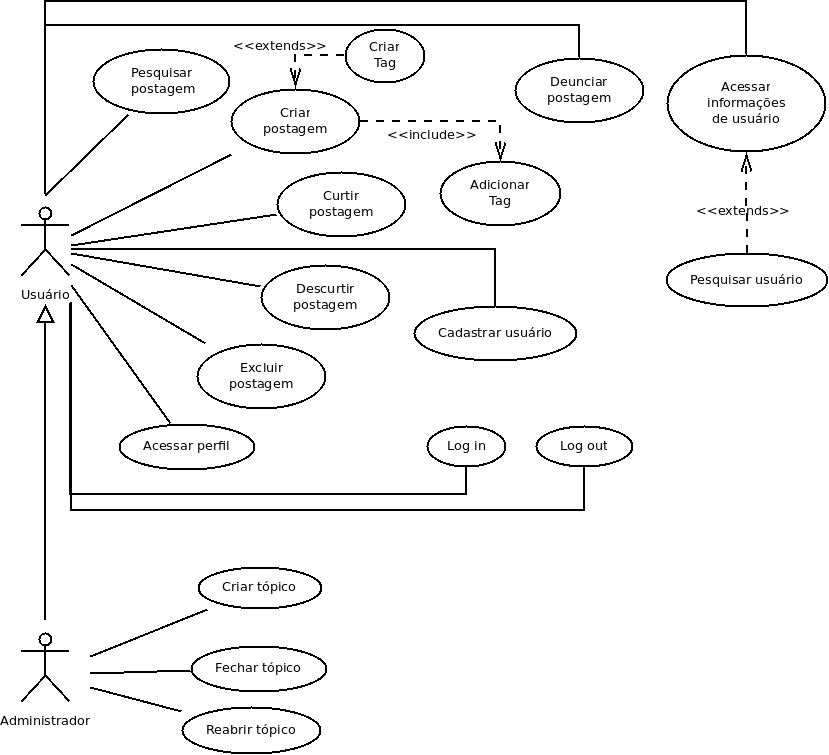 <<extends>>
Criar
Tag
Pesquisar
postagem
Deunciar
postagem
Acessar
informações
de usuário
Criar
postagem
<<include>>
Adicionar
Tag
Curtir
postagem
<<extends>>
Usuário
Descurtir
postagem
Pesquisar usuário
Cadastrar usuário
Excluir
postagem
Acessar perfil
Log in
Log out
Criar tópico
Fechar tópico
Administrador
Reabrir tópico